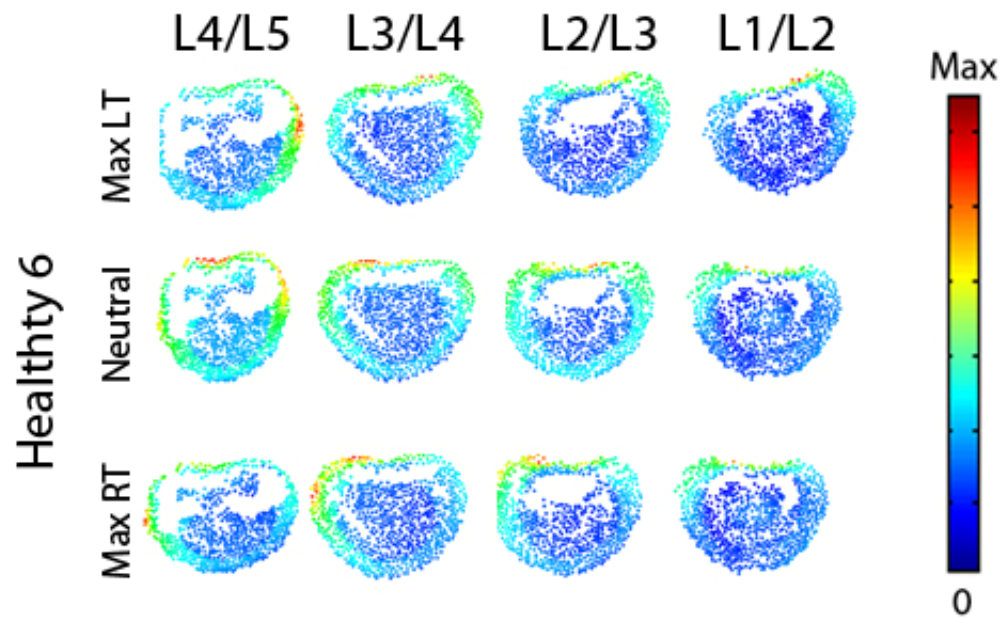 L4/L5 L3/L4 L2/L3 L1/L2
Max
Max LT
Healthty 6
Neutral
Max RT
0